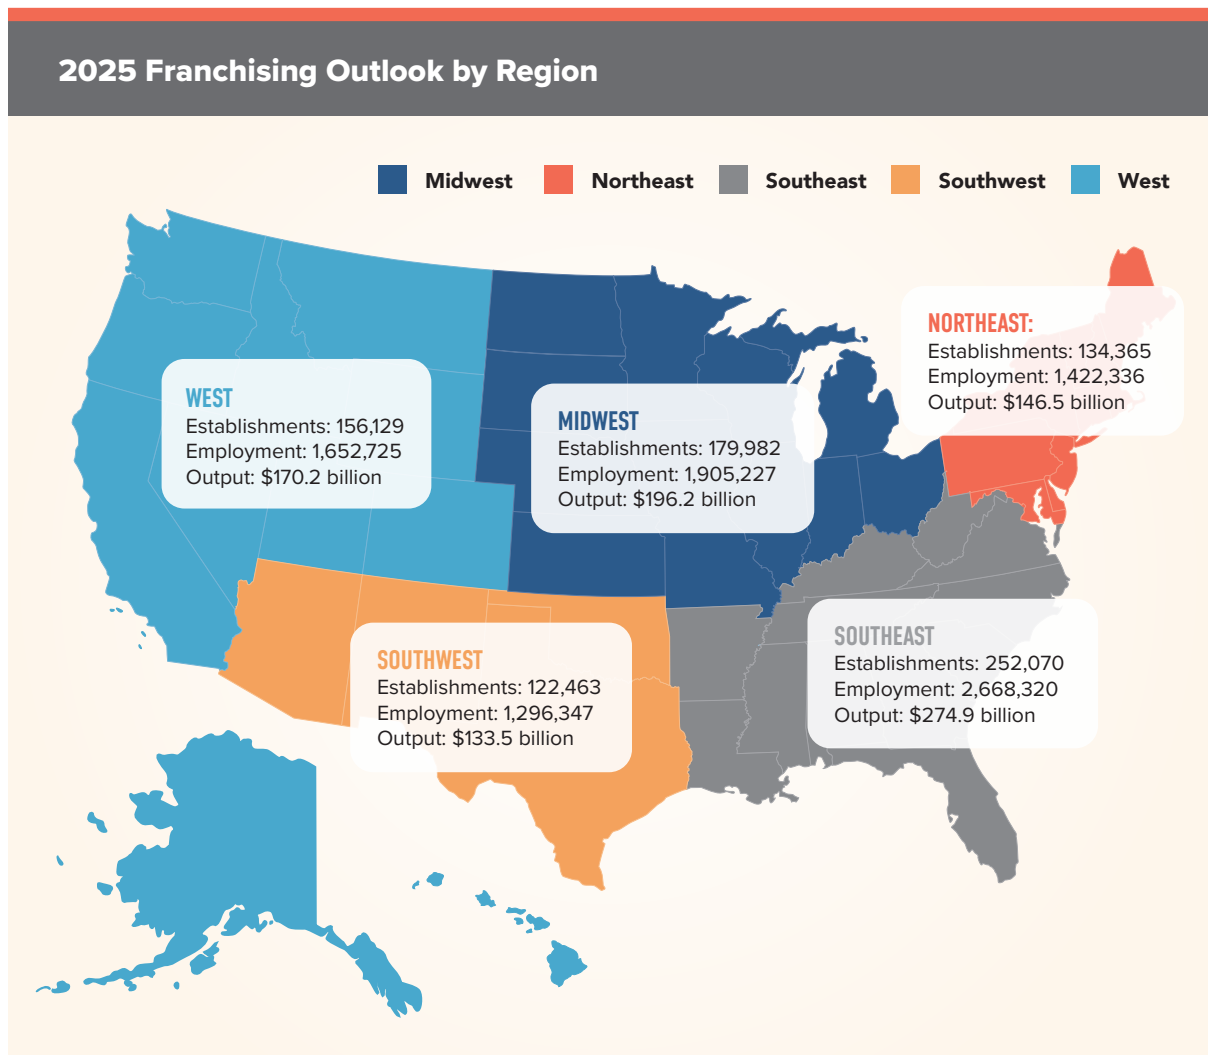 2025 Franchising Outlook by Region
Midwest
Northeast
Southeast
Southwest
West
NORTHEAST:
Establishments: 134,365
Employment: 1,422,336
Output: $146.5 billion
WEST
Establishments: 156,129
Employment: 1,652,725
Output: $170.2 billion
MIDWEST
Establishments: 179,982
Employment: 1,905,227
Output: $196.2 billion
SOUTHWEST
Establishments: 122,463
Employment: 1,296,347
Output: $133.5 billion
SOUTHEAST
Establishments: 252,070
Employment: 2,668,320
Output: $274.9 billion